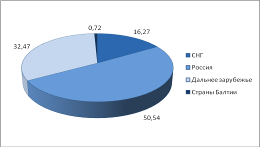 0,72
16,27
32,47
50,54
СНГ
Россия
Дальнее зарубежье
Страны Балтии